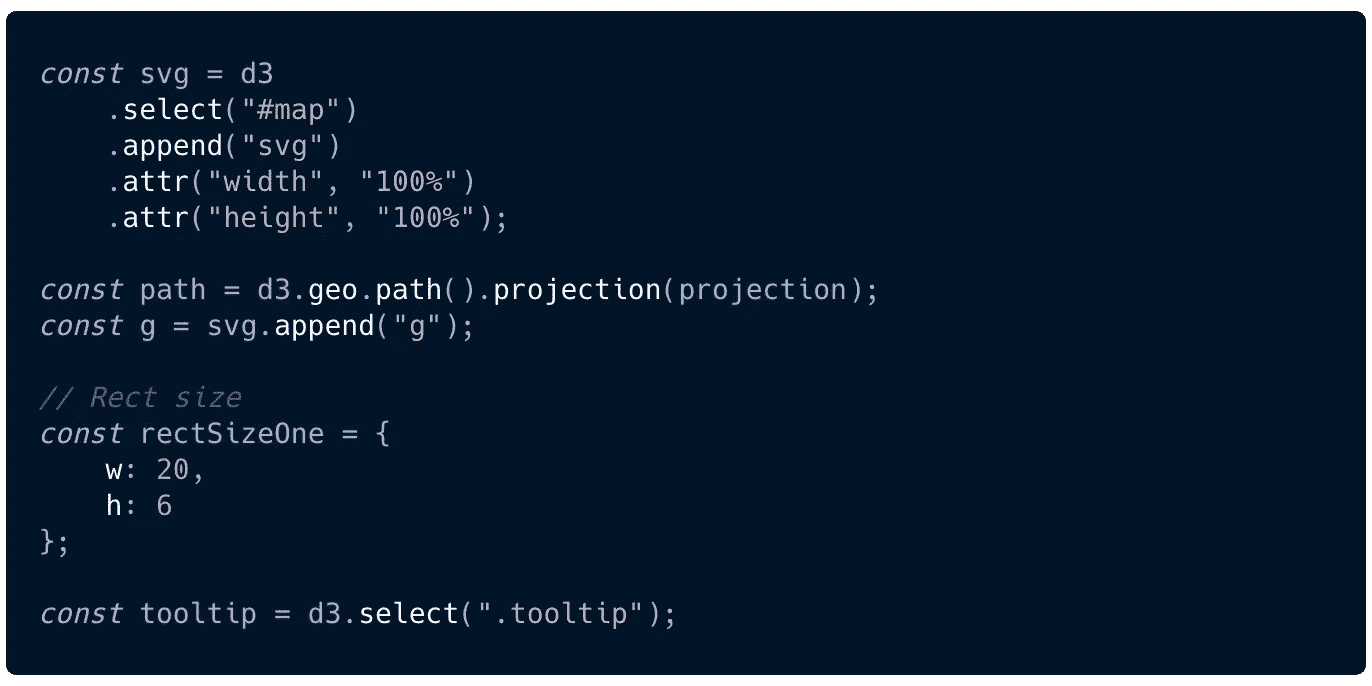 const svg = d3
    .select("#map")
    .append("svg")
    .attr("width", "100%")
    .attr("height", "100%");

const path = d3.geo.path().projection(projection);
const g = svg.append("g");

// Rect size
const rectSizeOne = {
    w: 20,
    h: 6
};

const tooltip = d3.select(".tooltip");